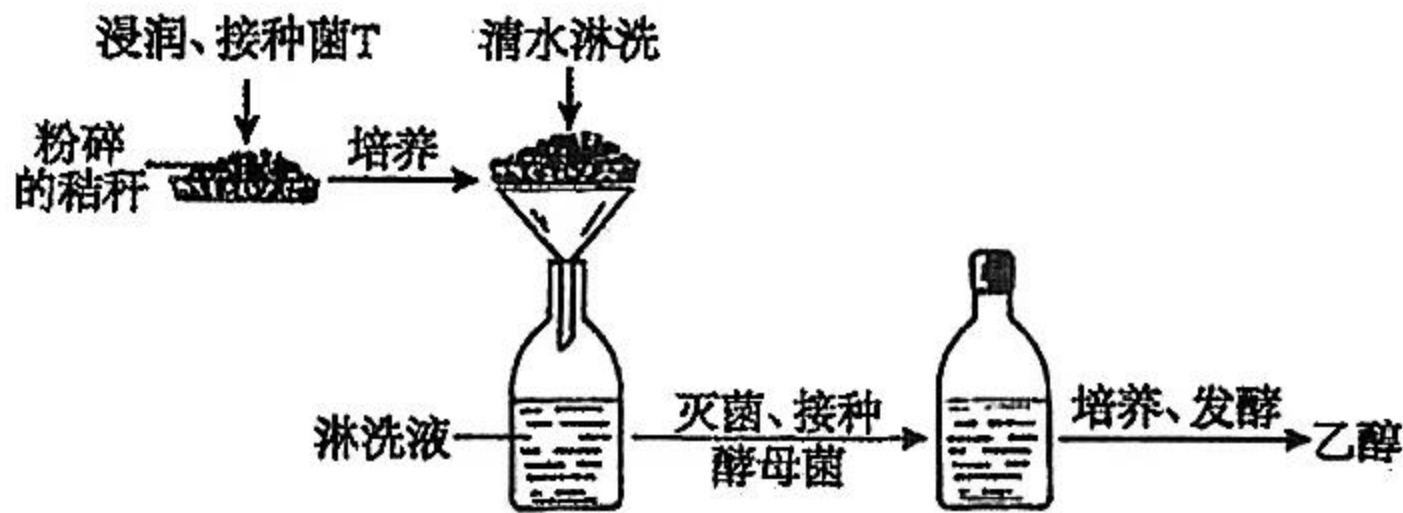 浸润、接种菌T
清水淋洗
粉碎
的秸秆
培养
淋洗液
灭菌、接种
酵母菌
培养、发酵
乙醇